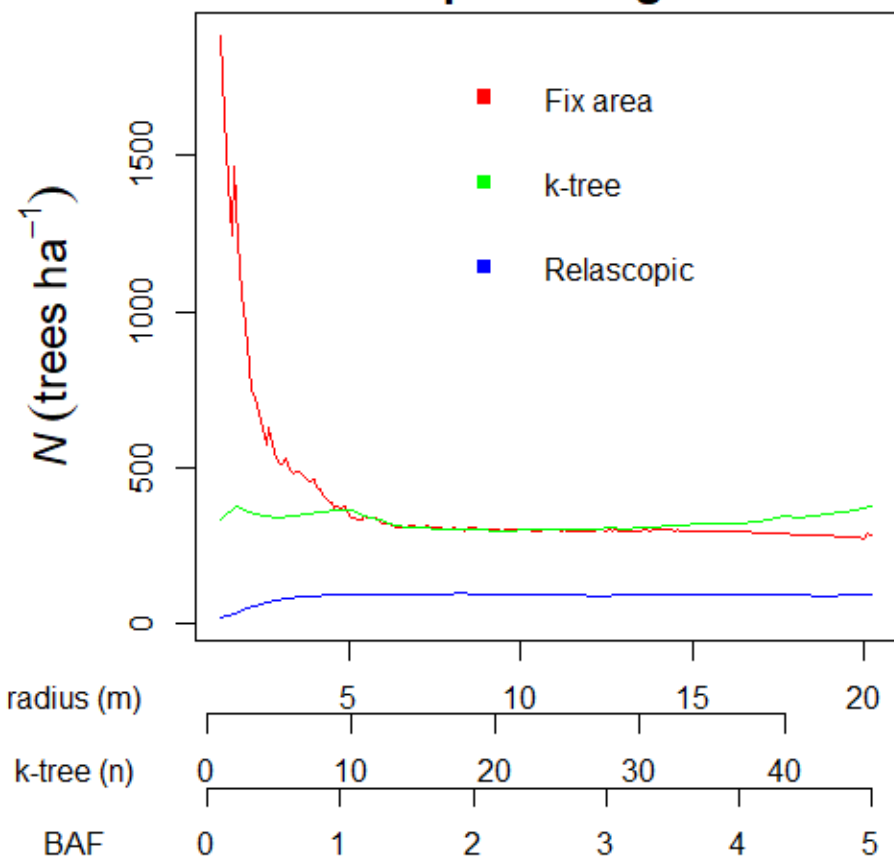 1500
1000
500
0
N (trees ha⁻¹)
Fix area
k-tree
Relascopic
radius (m) 5 10 15 20
k-tree (n) 0 10 20 30 40
BAF 0 1 2 3 4 5